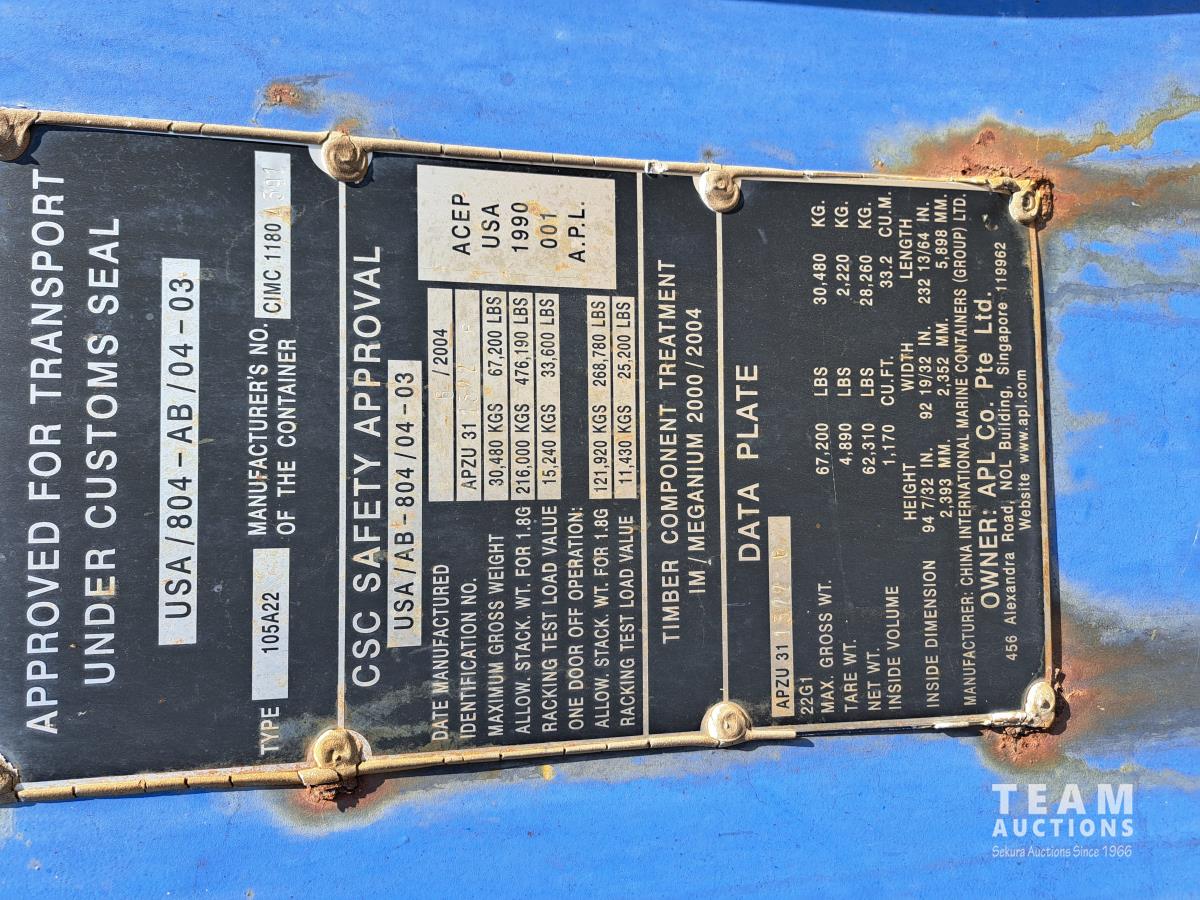 APPROVED FOR TRANSPORT
UNDER CUSTOMS SEAL
USA/804-AB/04-03
TYPE 105A22 MANUFACTURER'S NO. OF THE CONTAINER CIMC 1180
CSC SAFETY APPROVAL
USA/AB-804/04-03
ACEP
USA
1990
001
A.P.L.
DATE MANUFACTURED /2004
IDENTIFICATION NO. APZU 31
MAXIMUM GROSS WEIGHT 30,480 KGS 67,200 LBS
ALLOW. STACK. WT. FOR 1.8G 216,000 KGS 476,190 LBS
RACKING TEST LOAD VALUE 15,240 KGS 33,600 LBS
ONE DOOR OFF OPERATION:
ALLOW. STACK. WT. FOR 1.8G 121,920 KGS 268,780 LBS
RACKING TEST LOAD VALUE 11,430 KGS 25,200 LBS
TIMBER COMPONENT TREATMENT
IM/MEGANIUM 2000/2004
DATA PLATE
APZU 31
22G1
MAX. GROSS WT. 67,200 LBS 30,480 KG.
TARE WT. 4,890 LBS 2,220 KG.
NET WT. 62,310 LBS 28,260 KG.
INSIDE VOLUME 1,170 CU.FT. 33.2 CU.M.
HEIGHT WIDTH LENGTH
INSIDE DIMENSION 94 7/32 IN. 92 19/32 IN. 232 13/64 IN.
2,393 MM. 2,352 MM. 5,898 MM.
MANUFACTURER: CHINA INTERNATIONAL MARINE CONTAINERS (GROUP) LTD.
OWNER: APL Co. Pte Ltd.
456 Alexandra Road, NOL Building, Singapore 119962
Website www.apl.com
TEAM
AUCTIONS
Sekura Auctions Since 1966